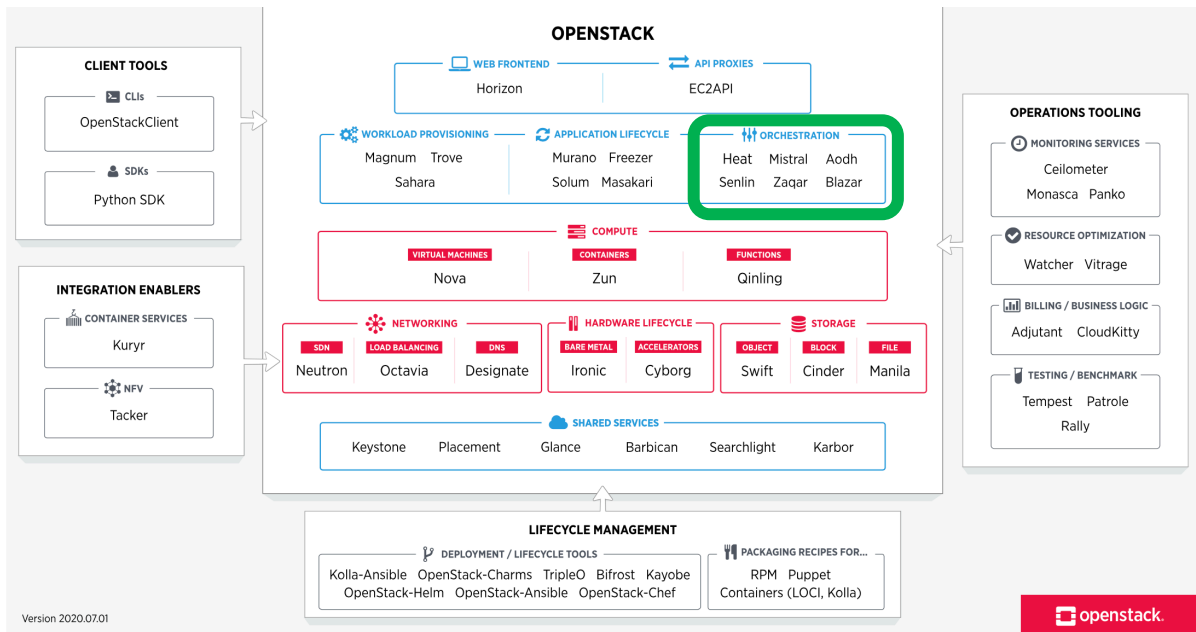 OPENSTACK
CLIENT TOOLS
CLIs
OpenStackClient
SDKs
Python SDK
INTEGRATION ENABLERS
CONTAINER SERVICES
Kuryr
NFV
Tacker
WEB FRONTEND
Horizon
API PROXIES
EC2API
WORKLOAD PROVISIONING
Magnum Trove
Sahara
APPLICATION LIFECYCLE
Murano Freezer
Solum Masakari
ORCHESTRATION
Heat Mistral Aodh
Senlin Zaqar Blazar
COMPUTE
VIRTUAL MACHINES
Nova
CONTAINERS
Zun
FUNCTIONS
Qinling
NETWORKING
SDN
Neutron
LOAD BALANCING
Octavia
DNS
Designate
HARDWARE LIFECYCLE
BARE METAL
Ironic
ACCELERATORS
Cyborg
STORAGE
OBJECT
Swift
BLOCK
Cinder
FILE
Manila
SHARED SERVICES
Keystone Placement Glance Barbican Searchlight Karbor
OPERATIONS TOOLING
MONITORING SERVICES
Ceilometer
Monasca Panko
RESOURCE OPTIMIZATION
Watcher Vitrage
BILLING / BUSINESS LOGIC
Adjutant CloudKitty
TESTING / BENCHMARK
Tempest Patrole
Rally
LIFECYCLE MANAGEMENT
DEPLOYMENT / LIFECYCLE TOOLS
Kolla-Ansible OpenStack-Charms TripleO Bifrost Kayobe
OpenStack-Helm OpenStack-Ansible OpenStack-Chef
PACKAGING RECIPES FOR...
RPM Puppet
Containers (LOCI, Kolla)
Version 2020.07.01
openstack.